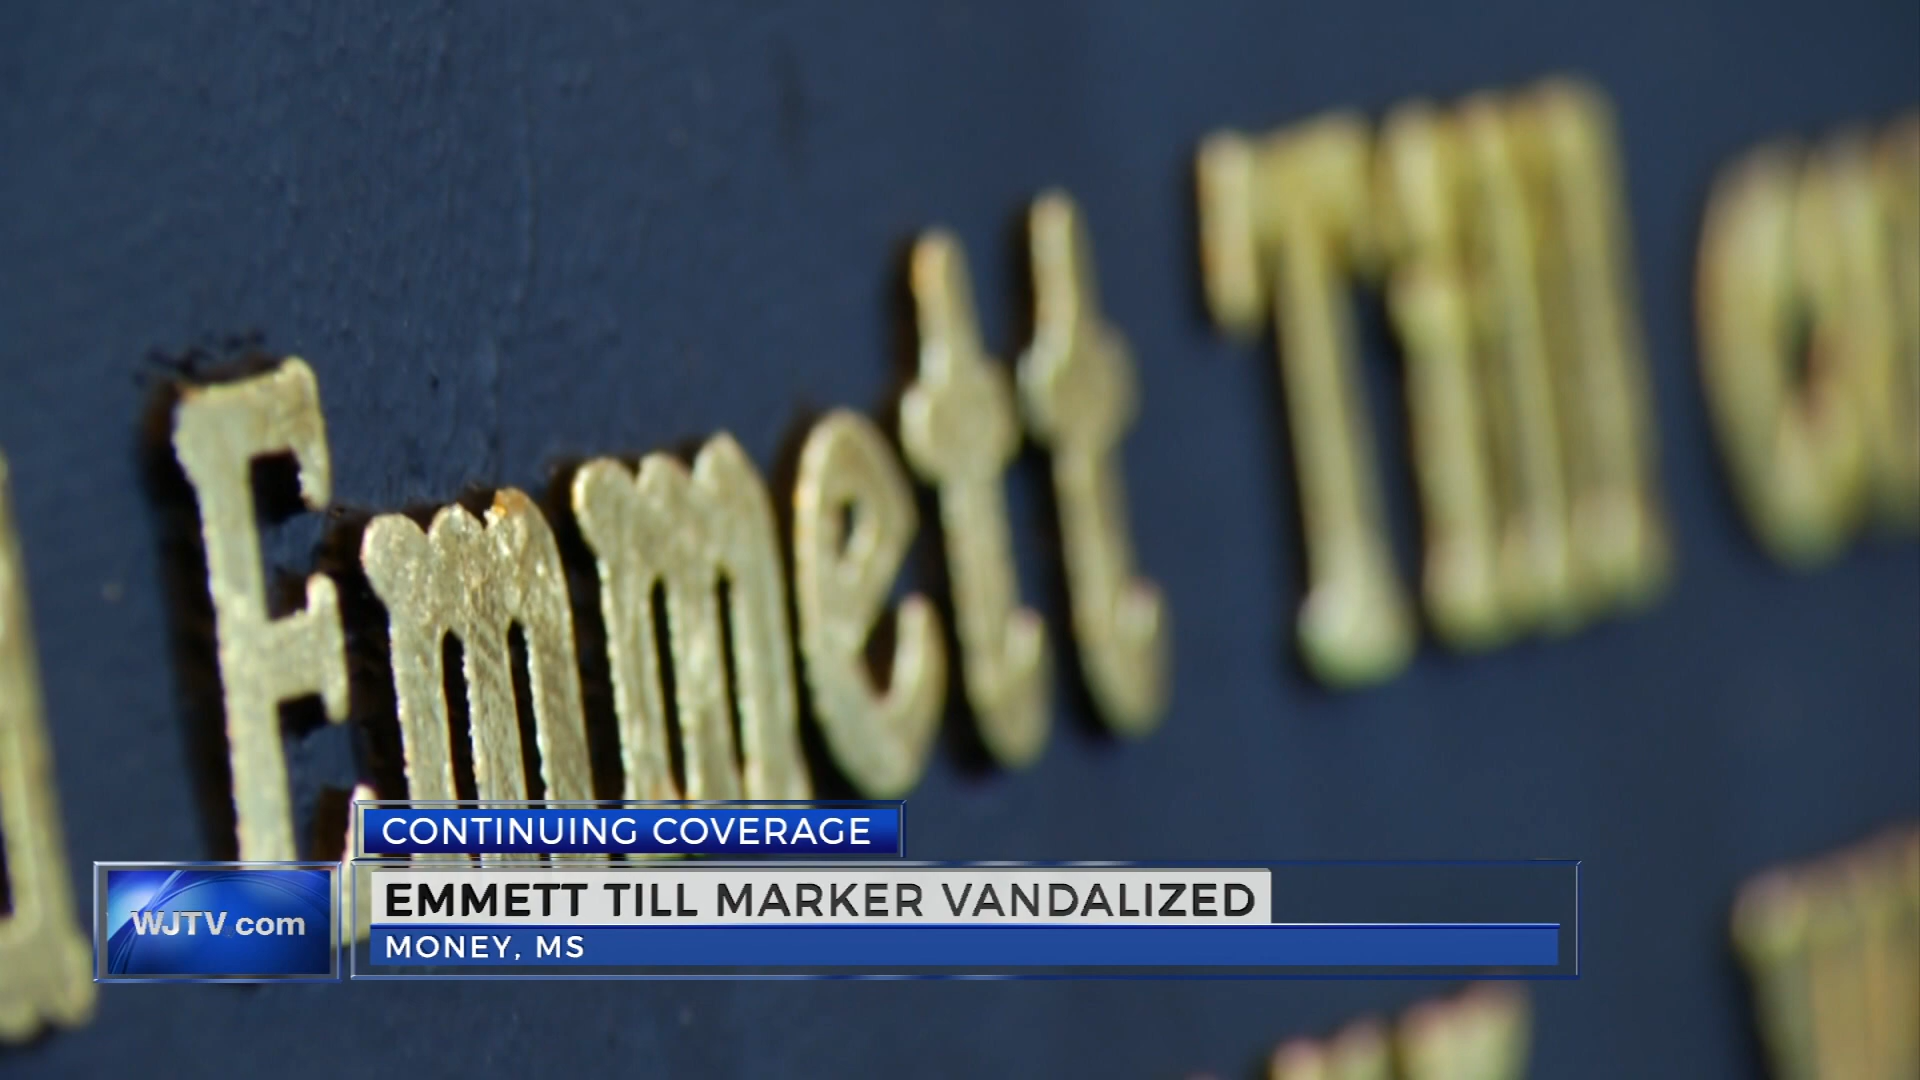 Emmett Till a
CONTINUING COVERAGE
EMMETT TILL MARKER VANDALIZED
WJTV.com
MONEY, MS